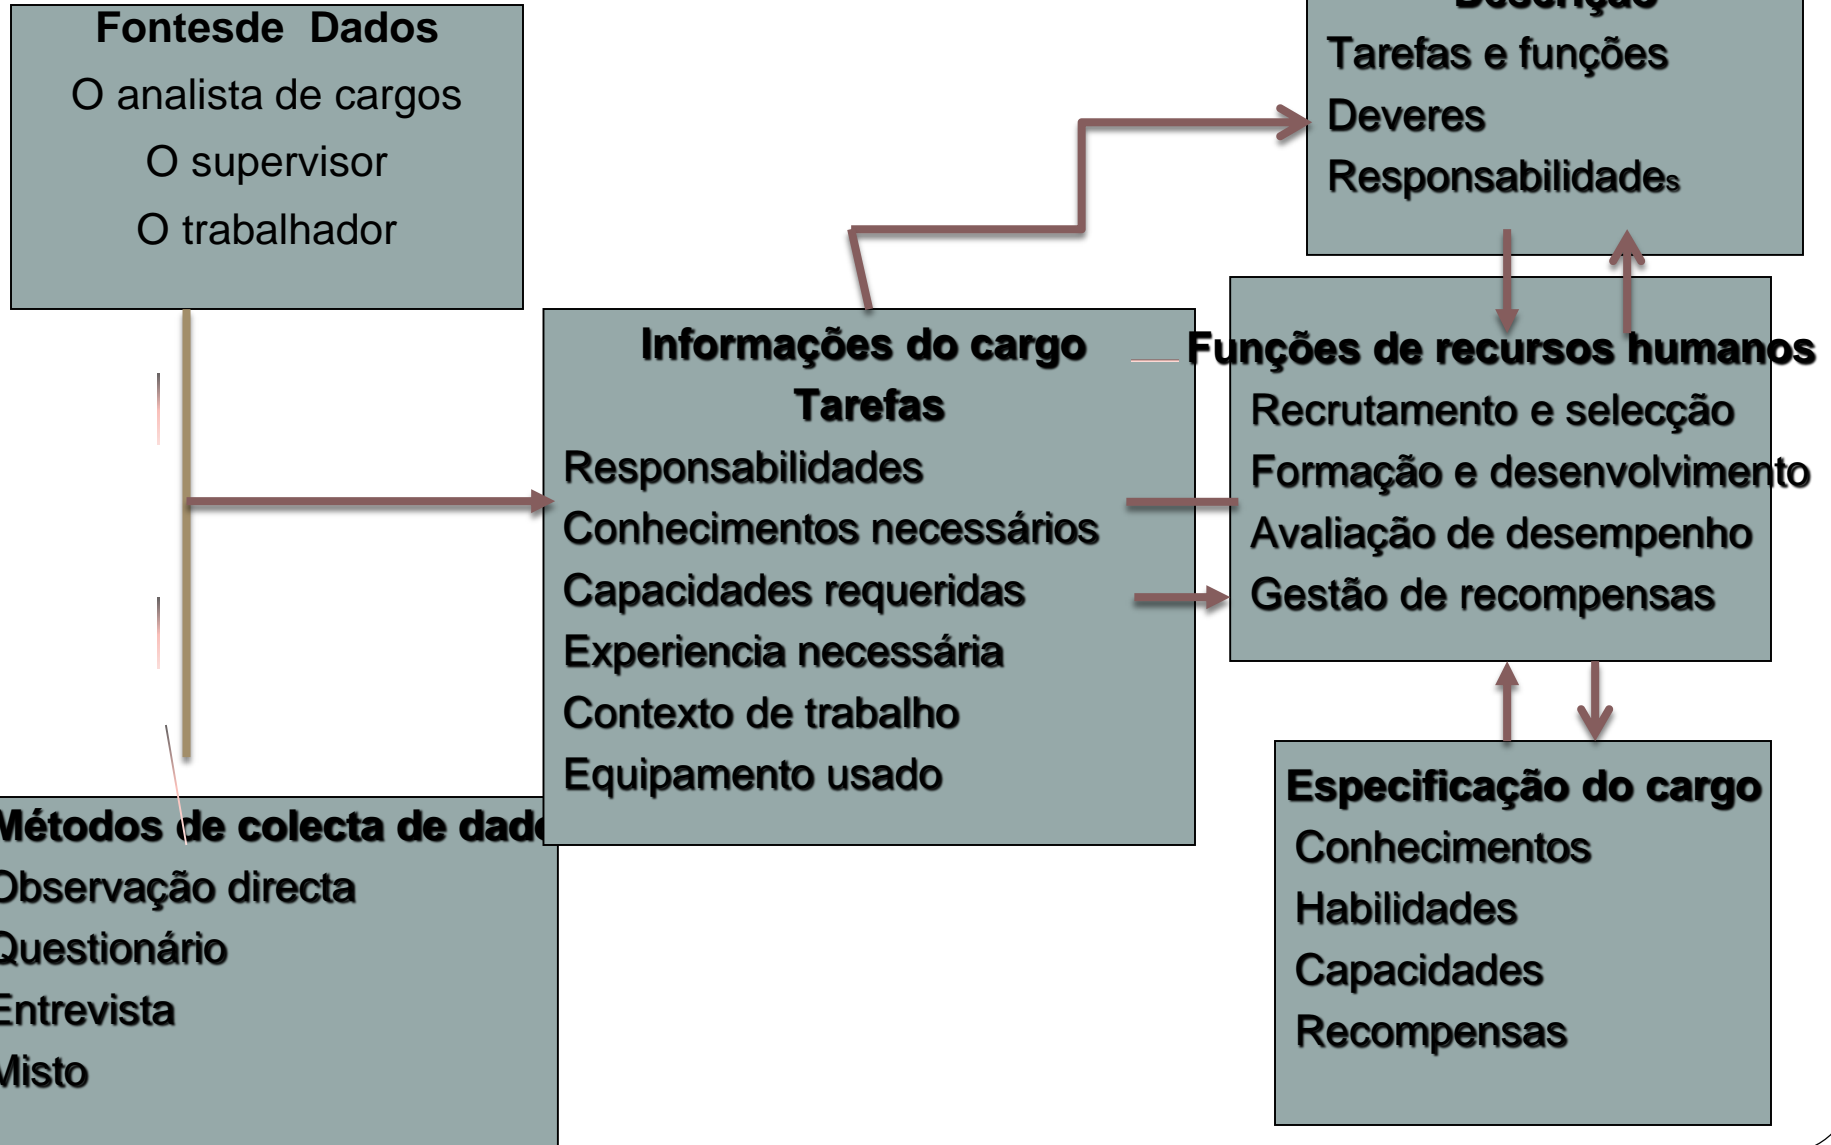 Fontesde Dados
O analista de cargos
O supervisor
O trabalhador
Descrição
Tarefas e funções
Deveres
Responsabilidades
Informações do cargo
Tarefas
Responsabilidades
Conhecimentos necessários
Capacidades requeridas
Experiencia necessária
Contexto de trabalho
Equipamento usado
Funções de recursos humanos
Recrutamento e selecção
Formação e desenvolvimento
Avaliação de desempenho
Gestão de recompensas
Métodos de colecta de dado
Observação directa
Questionário
Entrevista
Misto
Especificação do cargo
Conhecimentos
Habilidades
Capacidades
Recompensas